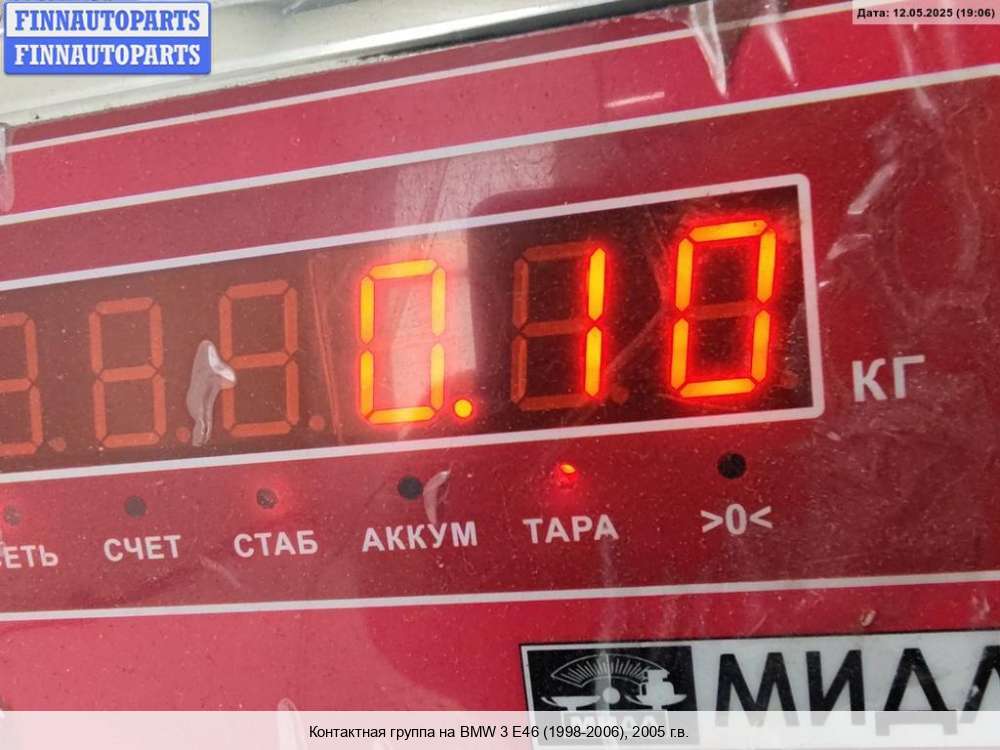 FINNAUTOPARTS
FINNAUTOPARTS
Дата: 12.05.2025 (19:06)
0.10
КГ
СЕТЬ СЧЕТ СТАБ АККУМ ТАРА >0<
МИДЛ
Контактная группа на BMW 3 E46 (1998-2006), 2005 г.в.